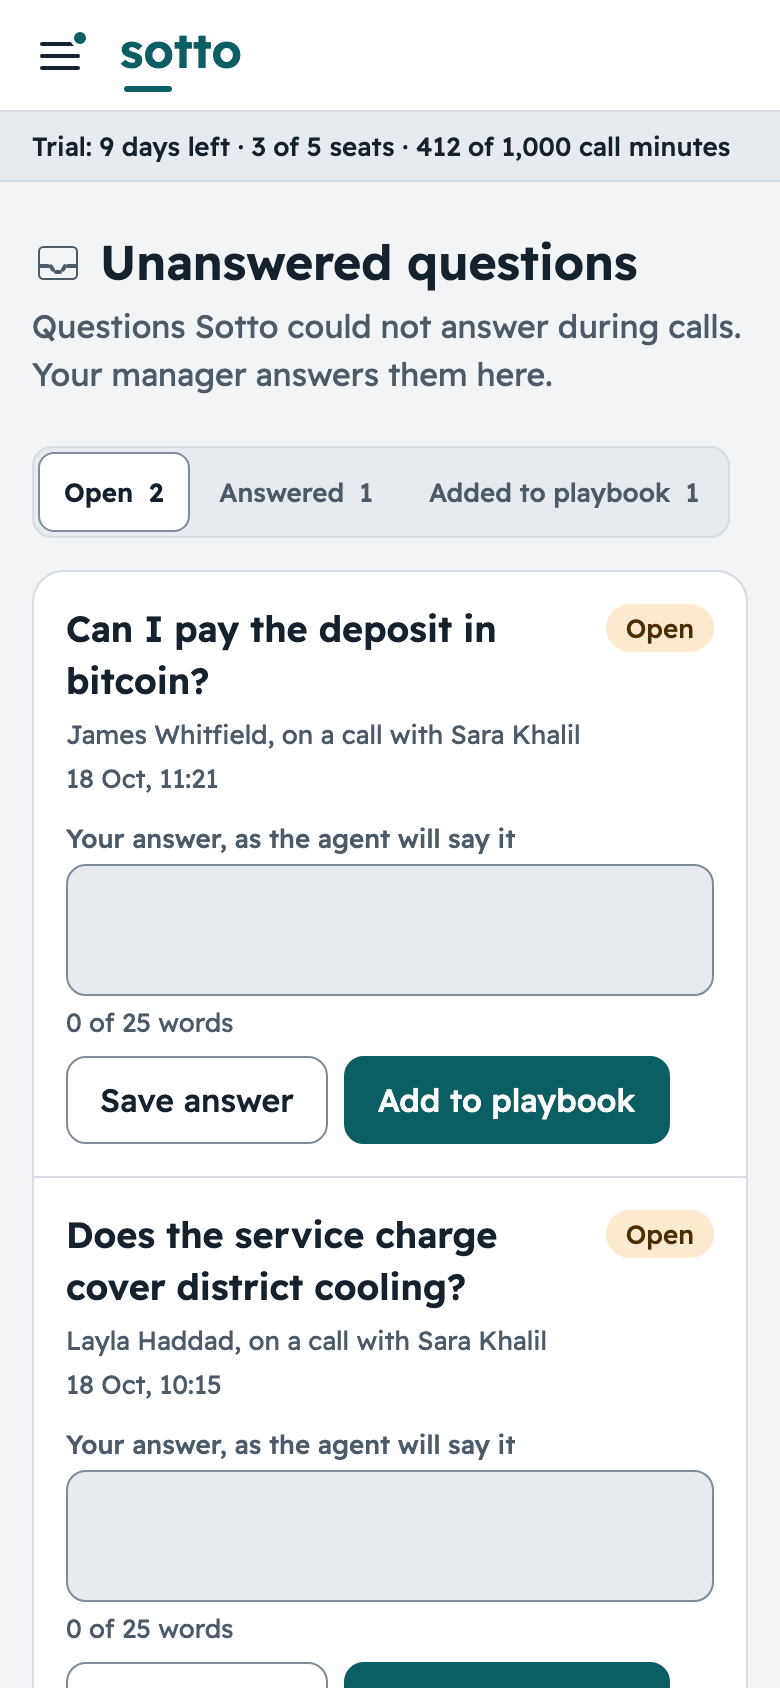 sotto
Trial: 9 days left · 3 of 5 seats · 412 of 1,000 call minutes
Unanswered questions
Questions Sotto could not answer during calls.
Your manager answers them here.
Open 2 Answered 1 Added to playbook 1
Can I pay the deposit in
bitcoin?
Open
James Whitfield, on a call with Sara Khalil
18 Oct, 11:21
Your answer, as the agent will say it
0 of 25 words
Save answer Add to playbook
Does the service charge
cover district cooling?
Open
Layla Haddad, on a call with Sara Khalil
18 Oct, 10:15
Your answer, as the agent will say it
0 of 25 words